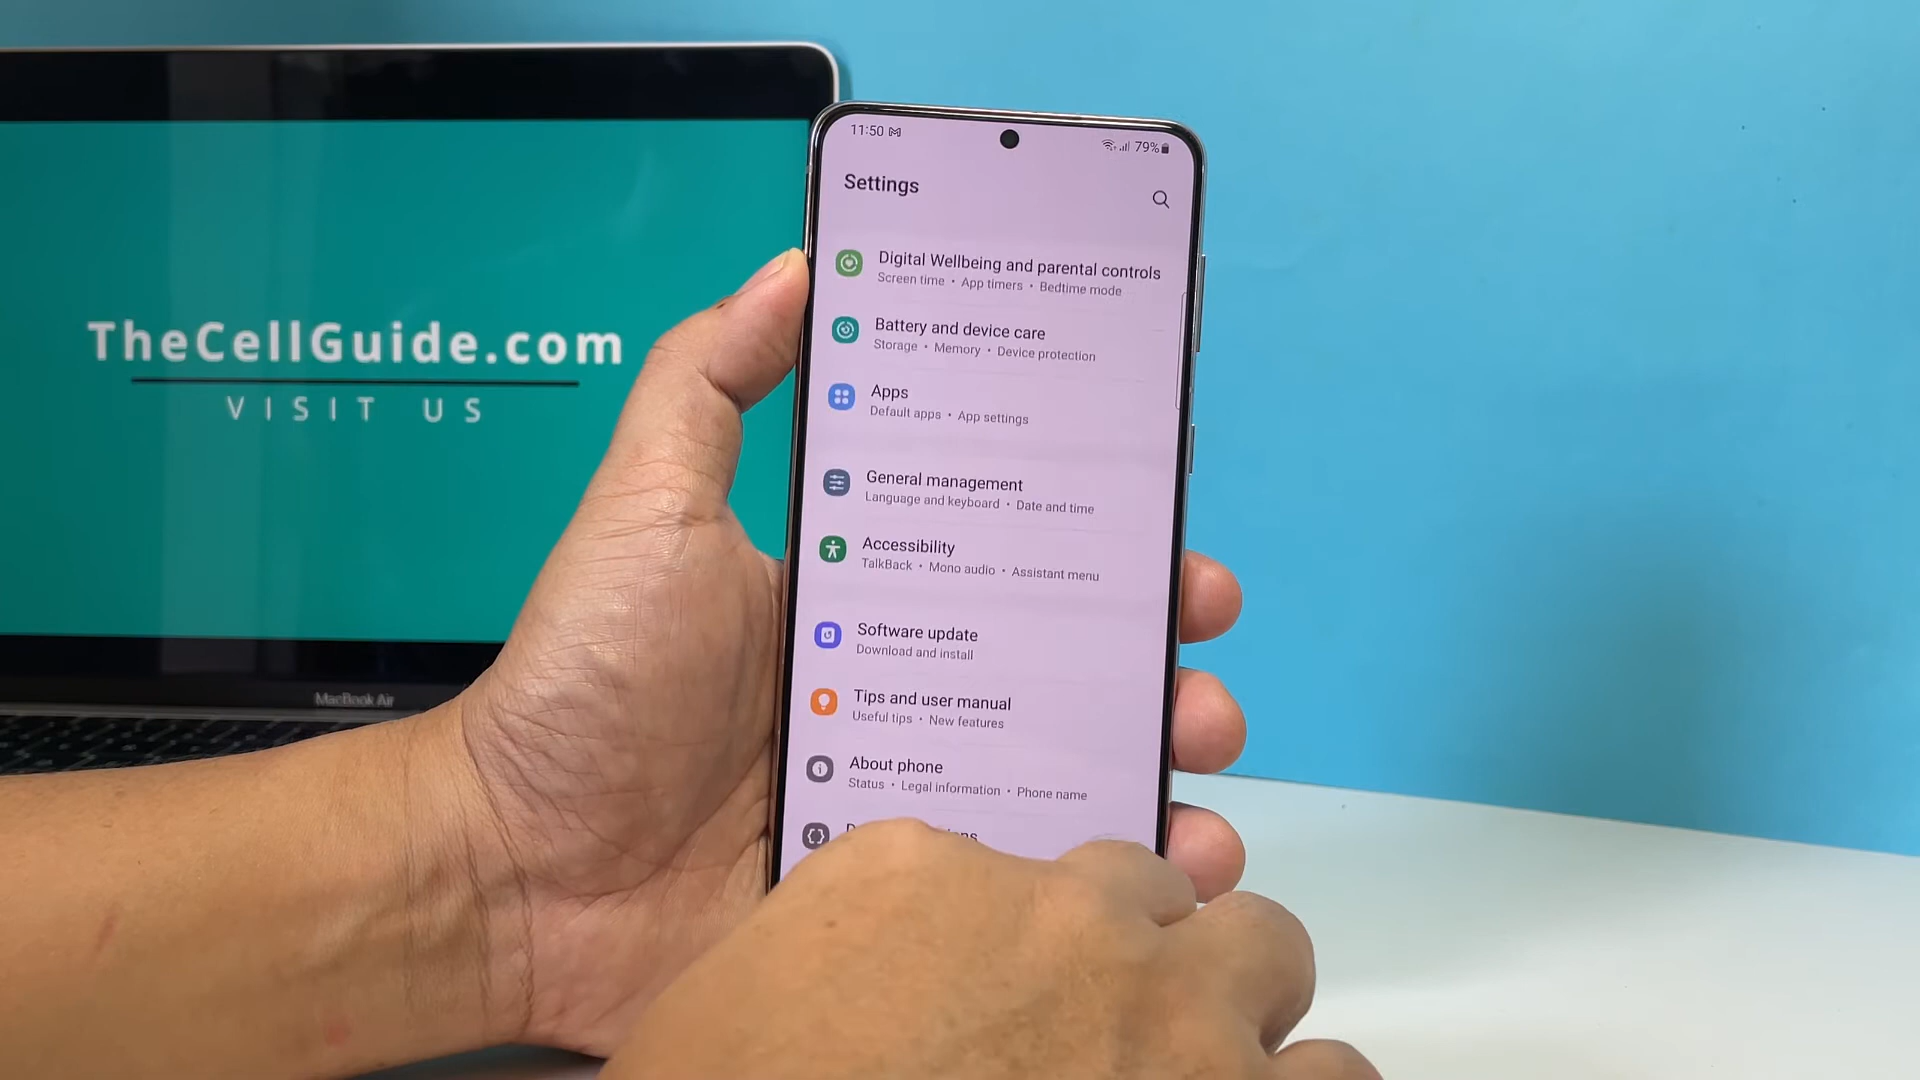 TheCellGuide.com
VISIT US
MacBook Air
11:50
79%
Settings
Digital Wellbeing and parental controls
Screen time • App timers • Bedtime mode
Battery and device care
Storage • Memory • Device protection
Apps
Default apps • App settings
General management
Language and keyboard • Date and time
Accessibility
TalkBack • Mono audio • Assistant menu
Software update
Download and install
Tips and user manual
Useful tips • New features
About phone
Status • Legal information • Phone name